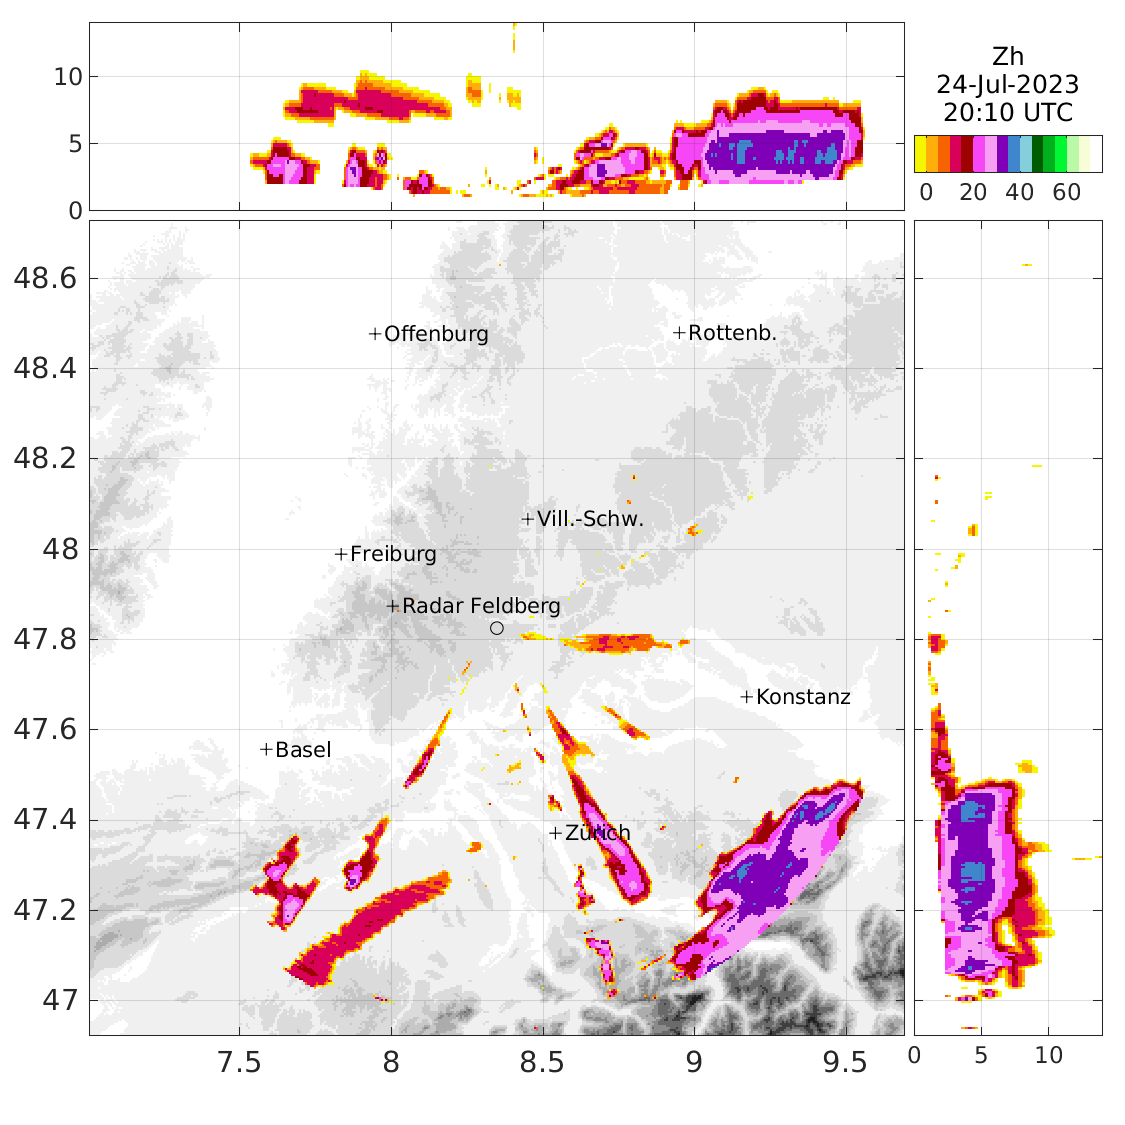 Zh
24-Jul-2023
20:10 UTC
0 20 40 60
10
5
0
48.6
48.4
48.2
48
47.8
47.6
47.4
47.2
47
+Offenburg
+Rottenb.
+Vill.-Schw.
+Freiburg
+Radar Feldberg
+Konstanz
+Basel
+Zürich
7.5 8 8.5 9 9.5
0 5 10